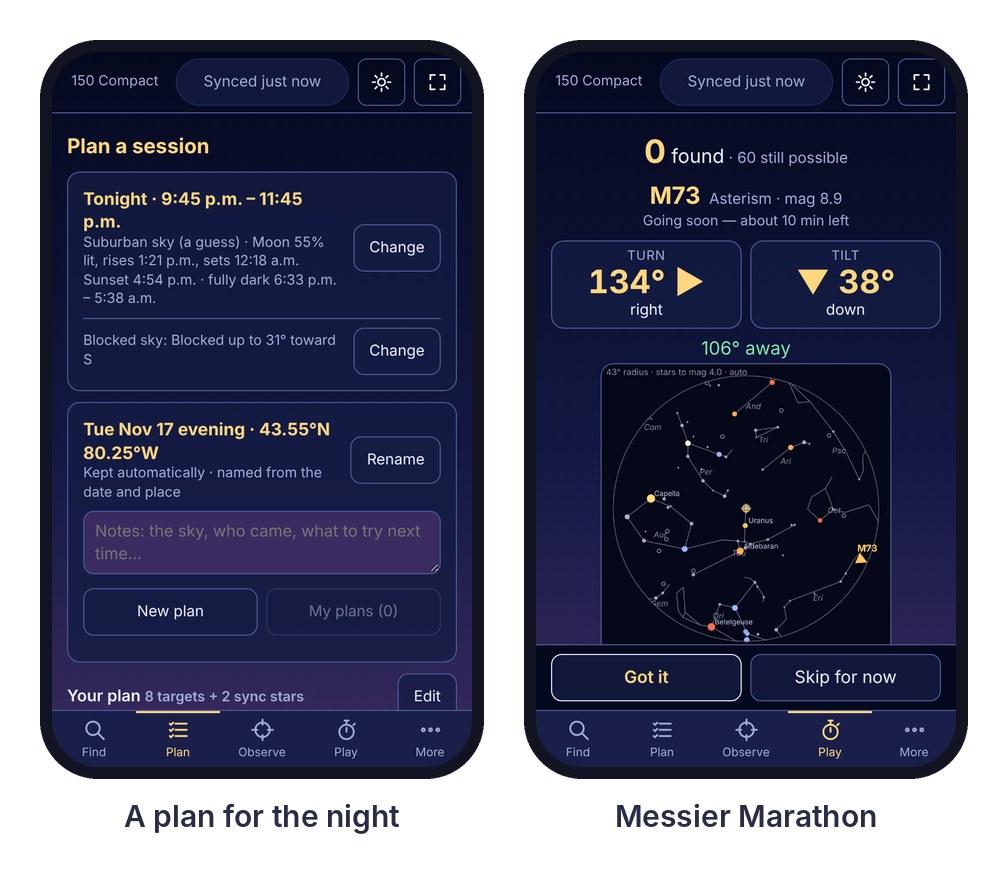 150 Compact
Synced just now
Plan a session
Tonight · 9:45 p.m. – 11:45
p.m.
Suburban sky (a guess) · Moon 55%
lit, rises 1:21 p.m., sets 12:18 a.m.
Sunset 4:54 p.m. · fully dark 6:33 p.m.
– 5:38 a.m.
Change
Blocked sky: Blocked up to 31° toward
S
Change
Tue Nov 17 evening · 43.55°N
80.25°W
Kept automatically · named from the
date and place
Rename
Notes: the sky, who came, what to try next
time...
New plan
My plans (0)
Your plan 8 targets + 2 sync stars
Edit
Find
Plan
Observe
Play
More
A plan for the night
150 Compact
Synced just now
0 found · 60 still possible
M73 Asterism · mag 8.9
Going soon — about 10 min left
TURN
134°
right
TILT
38°
down
106° away
43° radius · stars to mag 4.0 · auto
And
Cam
Tri
Psc
Ari
Per
Capella
Cet
Uranus
Aur
M73
Tau
Eri
Ori
Betelgeuse
Got it
Skip for now
Find
Plan
Observe
Play
More
Messier Marathon